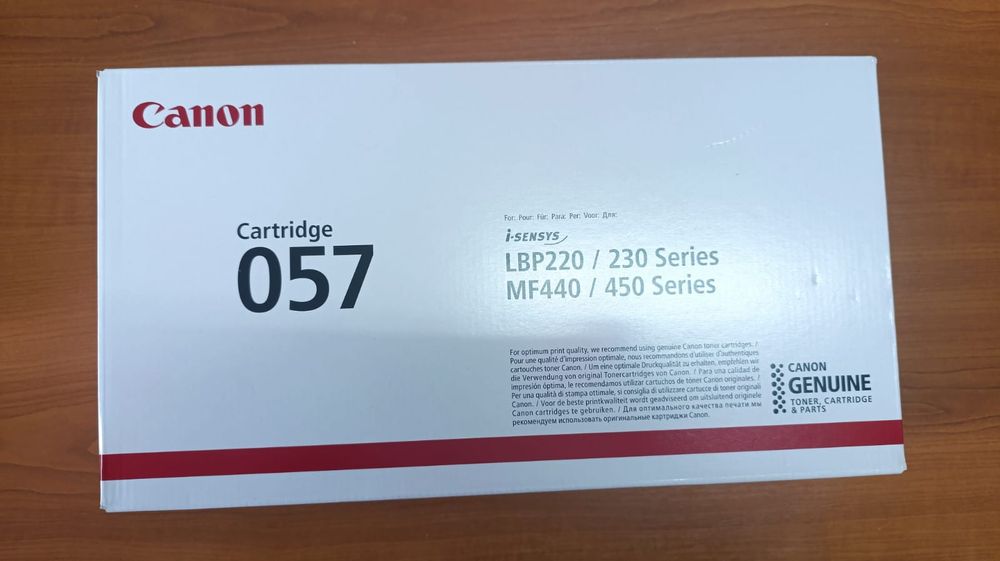 Canon
Cartridge
057
For: Pour: Für: Para: Per: Voor: Для:
i-SENSYS
LBP220 / 230 Series
MF440 / 450 Series
For optimum print quality, we recommend using genuine Canon toner cartridges. /
Pour une qualité d'impression optimale, nous recommandons d'utiliser d'authentiques
cartouches toner Canon. / Um eine optimale Druckqualität zu erhalten, empfehlen wir
die Verwendung von original Tonercartridges von Canon. / Para una calidad de
impresión óptima, le recomendamos utilizar cartuchos de tóner Canon originales. /
Per una qualità di stampa ottimale, si consiglia di utilizzare cartucce di toner originali
Canon. / Voor de beste printkwaliteit wordt geadviseerd om uitsluitend originele
Canon cartridges te gebruiken. / Для оптимального качества печати мы
рекомендуем использовать оригинальные картриджи Canon.
CANON
GENUINE
TONER, CARTRIDGE
& PARTS